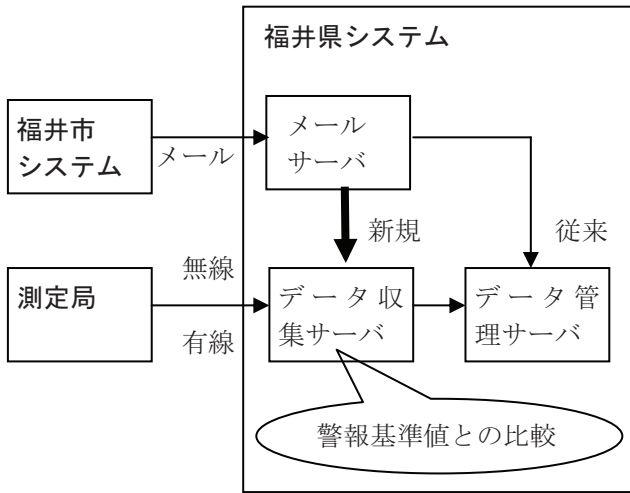 福井県システム
福井市
システム
メール
メール
サーバ
新規
従来
測定局
無線
有線
データ収
集サーバ
データ管
理サーバ
警報基準値との比較